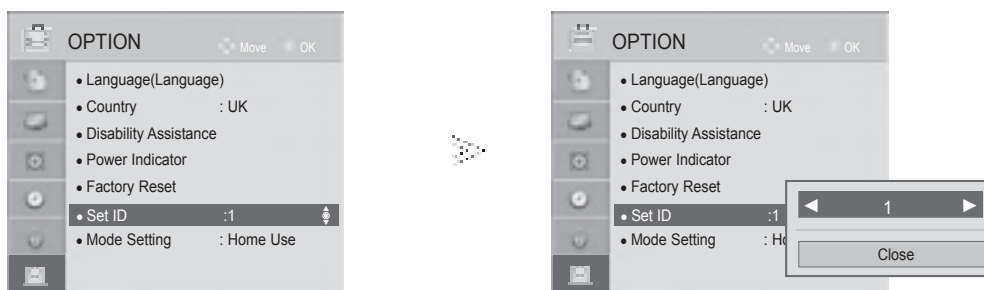 OPTION
Move OK
• Language(Language)
• Country : UK
• Disability Assistance
• Power Indicator
• Factory Reset
• Set ID :1
• Mode Setting : Home Use
OPTION
Move OK
• Language(Language)
• Country : UK
• Disability Assistance
• Power Indicator
• Factory Reset
• Set ID :1
• Mode Setting : Ho
◄ 1 ►
Close